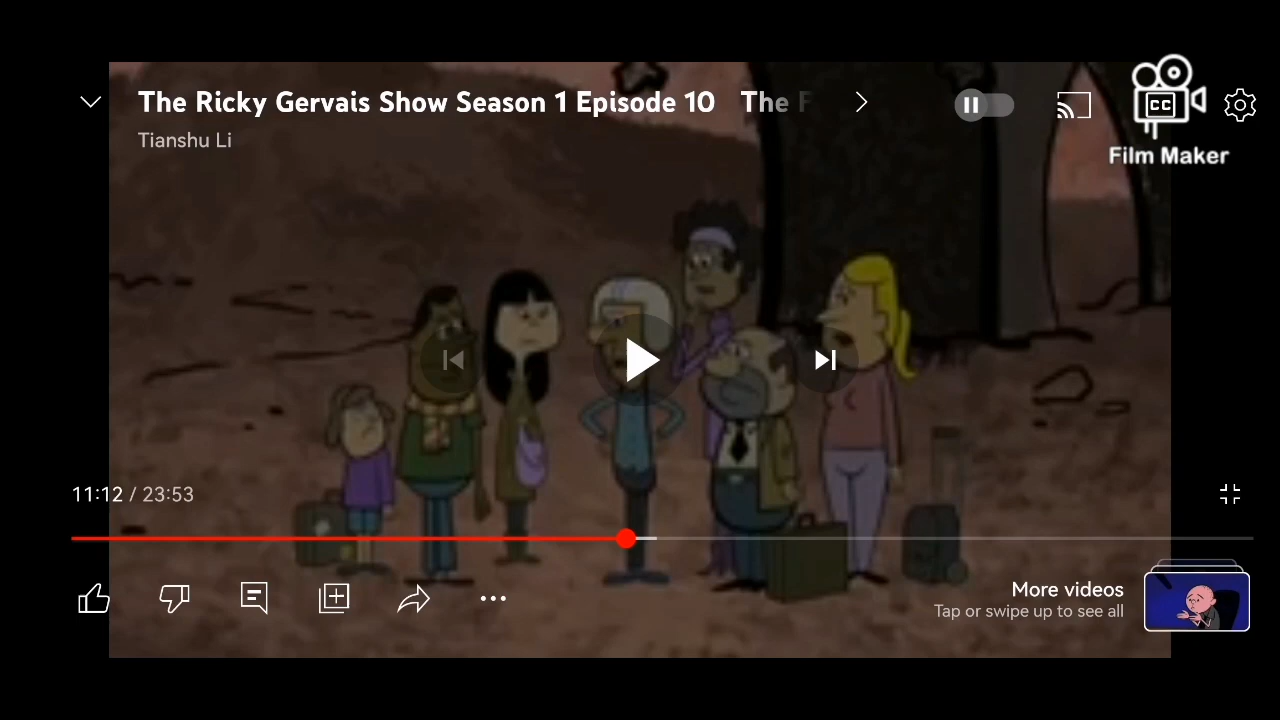 The Ricky Gervais Show Season 1 Episode 10 The F
Tianshu Li
CC
Film Maker
11:12 / 23:53
More videos
Tap or swipe up to see all